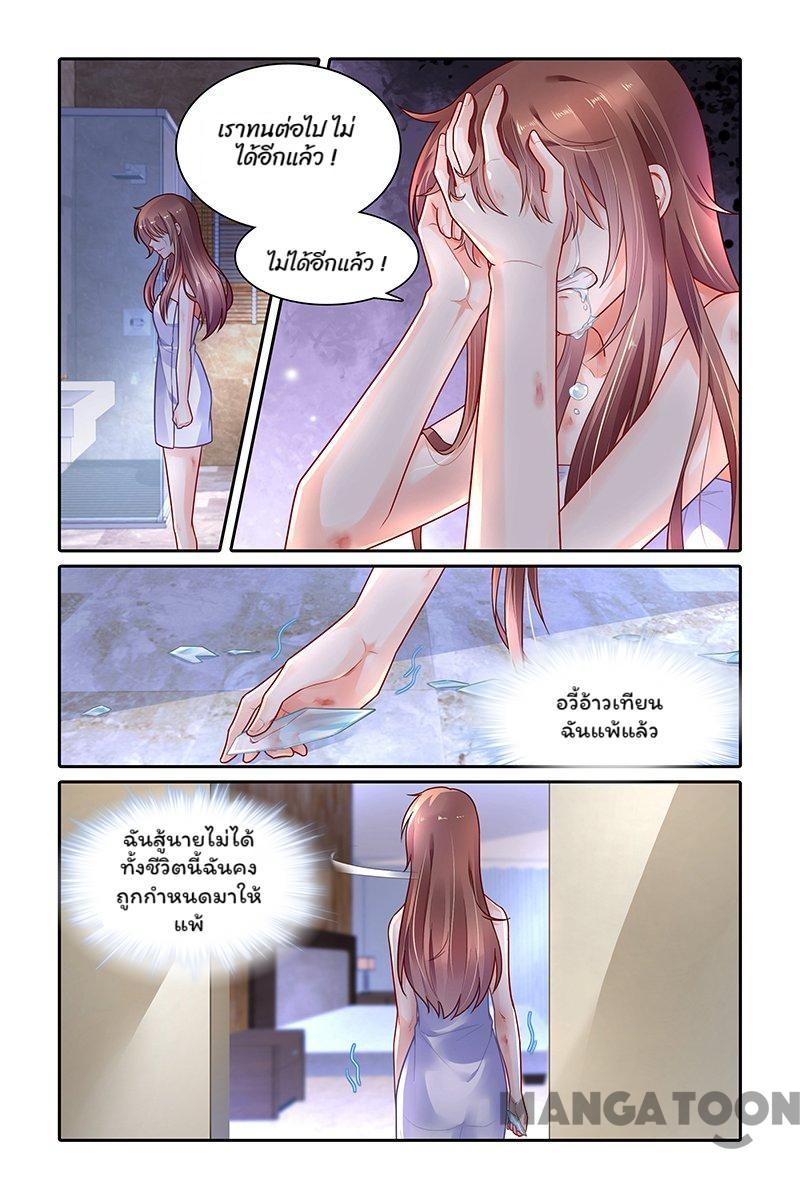 เราทนต่อไป ไม่
ได้อีกแล้ว !
ไม่ได้อีกแล้ว !
อวี้อ้าวเทียน
ฉันแพ้แล้ว
ฉันสู้นายไม่ได้
ทั้งชีวิตนี้ฉันคง
ถูกกำหนดมาให้
แพ้
MANGATOON